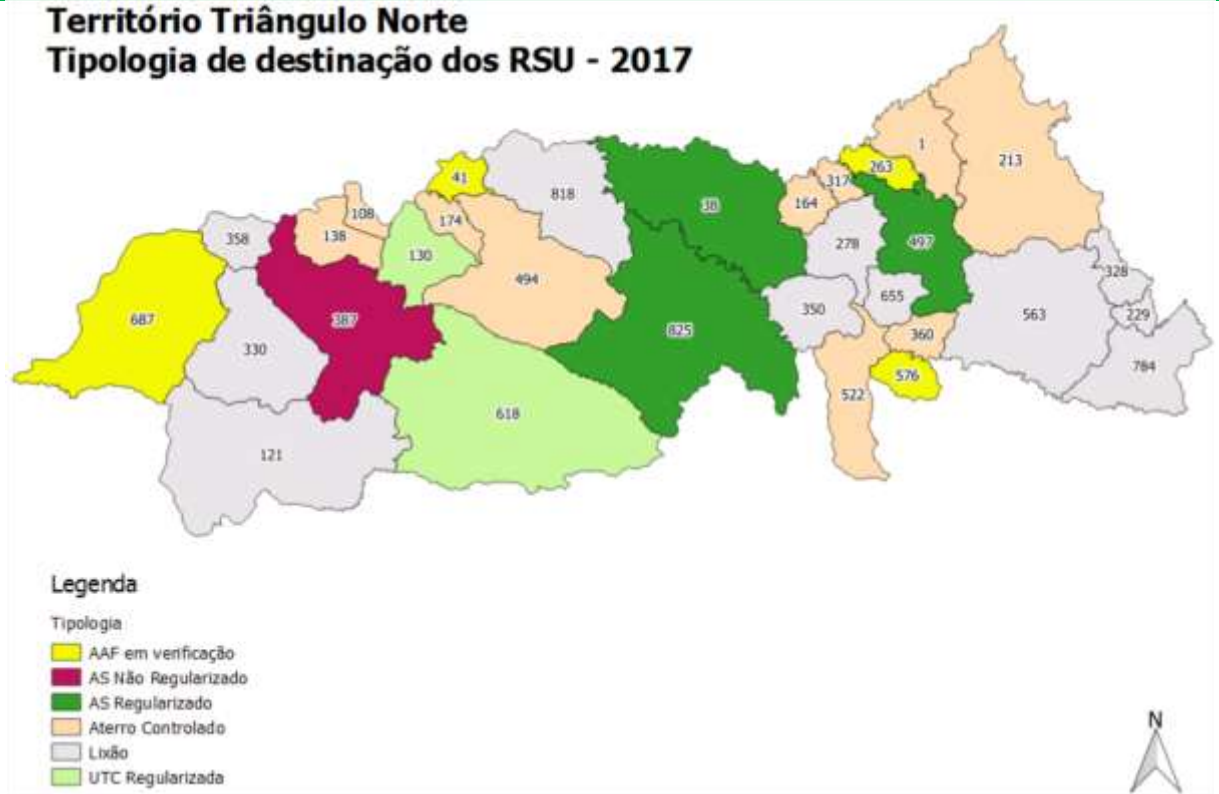 Território Triângulo Norte
Tipologia de destinação dos RSU - 2017
1
213
263
41
317
818
38
164
108
174
138
358
278
497
130
328
494
655
350
563
229
687
387
825
360
330
784
576
522
618
121
Legenda
Tipologia
AAF em verificação
AS Não Regularizado
AS Regularizado
Aterro Controlado
Lixão
UTC Regularizada
N